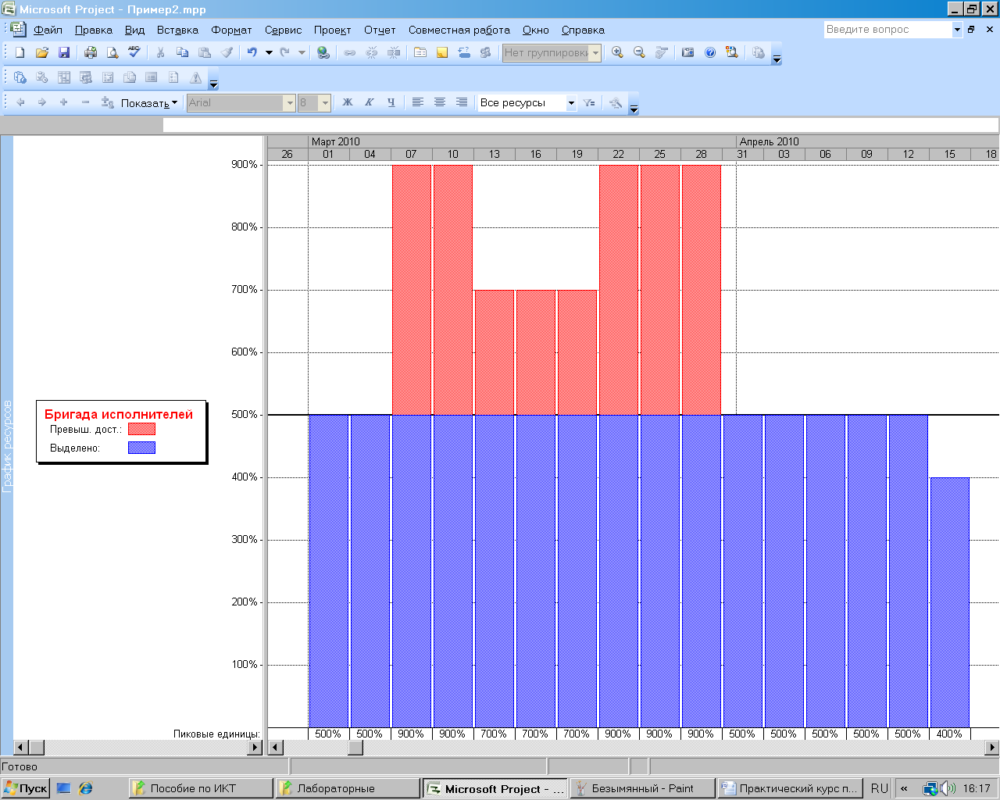 Microsoft Project - Пример2.mpp
Файл Правка Вид Вставка Формат Сервис Проект Отчет Совместная работа Окно Справка Введите вопрос
Нет группировки
Показать Arial 8 Ж К Ч Все ресурсы
Март 2010 Апрель 2010
26 01 04 07 10 13 16 19 22 25 28 31 03 06 09 12 15 18
900%
800%
700%
600%
500%
400%
300%
200%
100%
График ресурсов
Бригада исполнителей
Превыш. дост.:
Выделено:
Пиковые единицы: 500% 500% 900% 900% 700% 700% 700% 900% 900% 900% 500% 500% 500% 500% 500% 400%
Готово
Пуск Пособие по ИКТ Лабораторные Microsoft Project - ... Безымянный - Paint Практический курс п... RU « 16:17